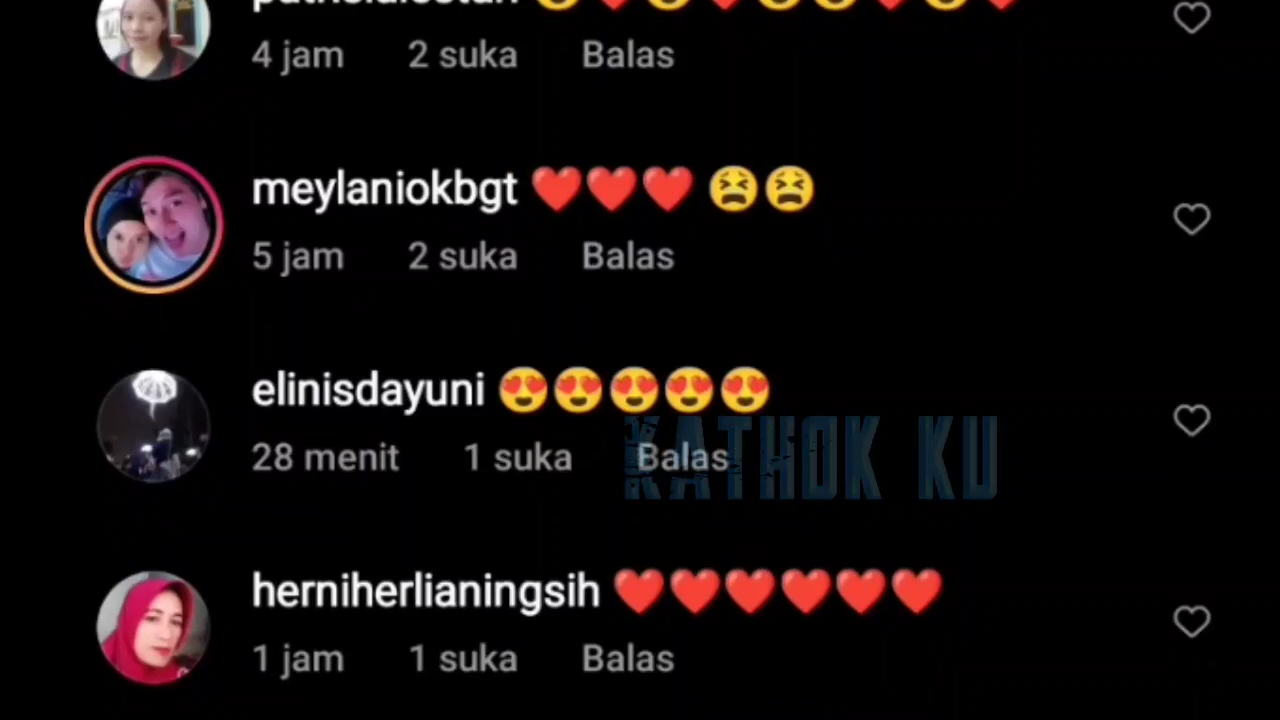 4 jam 2 suka Balas
meylaniokbgt ❤️❤️❤️ 😫😫
5 jam 2 suka Balas
elinisdayuni 😍😍😍😍😍
28 menit 1 suka Balas
KATHOK KU
herniherlianingsih ❤️❤️❤️❤️❤️❤️
1 jam 1 suka Balas